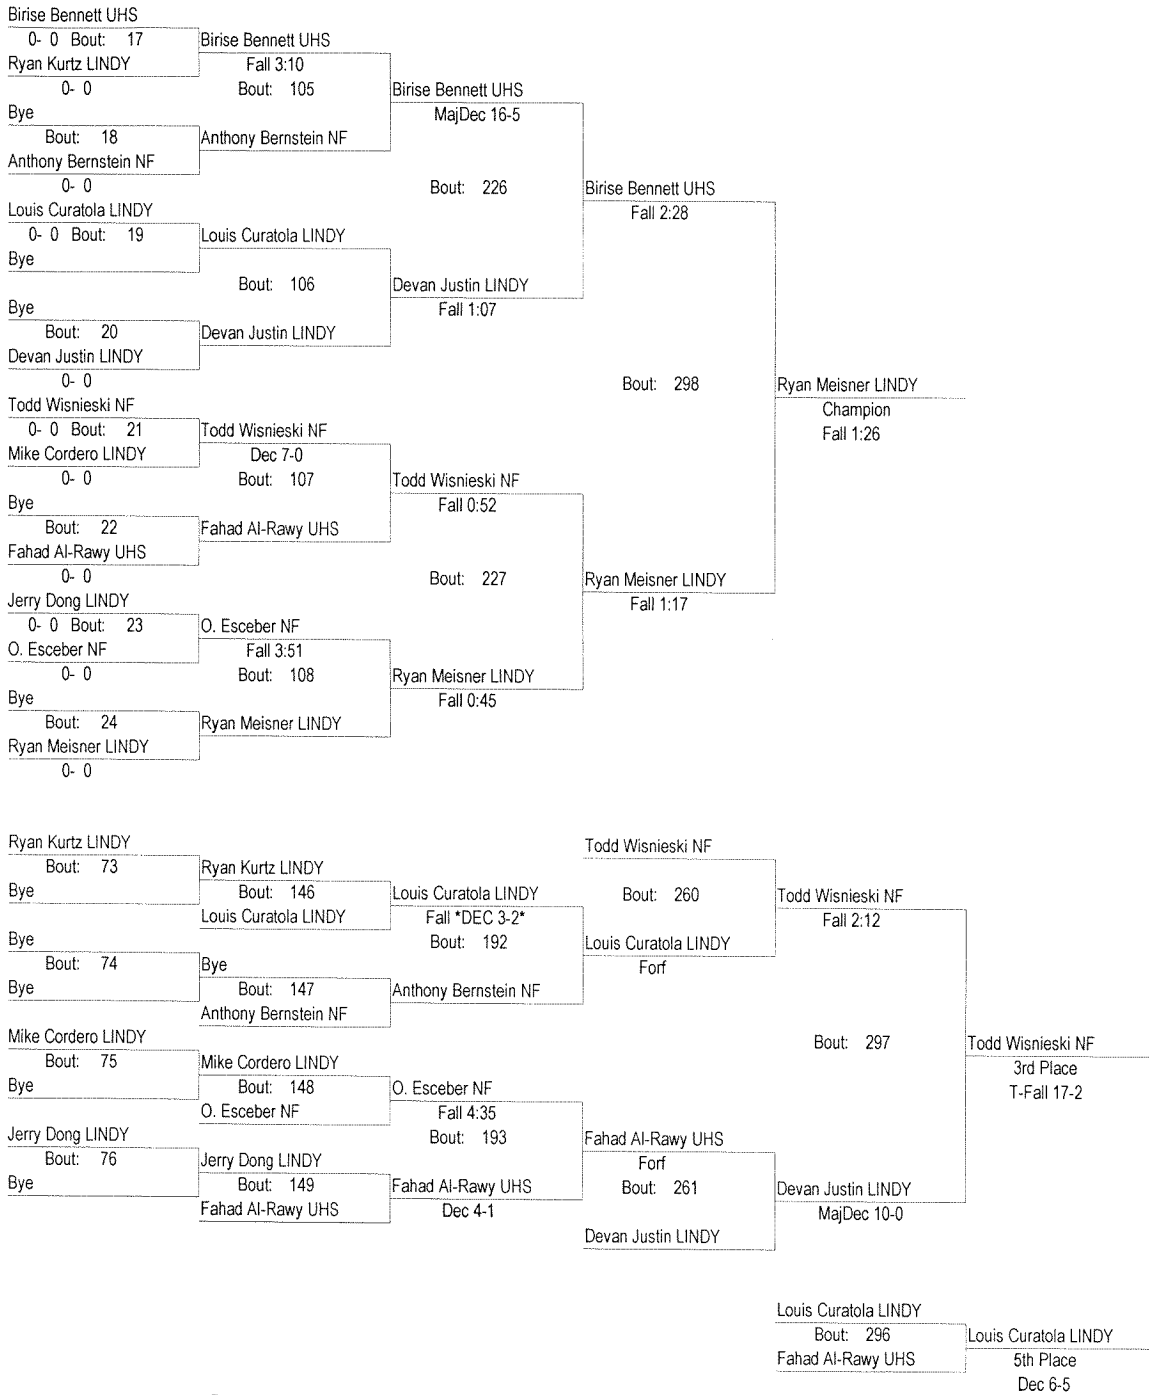 Birise Bennett UHS
0- 0 Bout: 17
Birise Bennett UHS
Ryan Kurtz LINDY
Fall 3:10
0- 0
Bout: 105
Birise Bennett UHS
Bye
MajDec 16-5
Bout: 18
Anthony Bernstein NF
Anthony Bernstein NF
0- 0
Bout: 226
Birise Bennett UHS
Louis Curatola LINDY
Fall 2:28
0- 0 Bout: 19
Louis Curatola LINDY
Bye
Bout: 106
Devan Justin LINDY
Bye
Fall 1:07
Bout: 20
Devan Justin LINDY
Devan Justin LINDY
0- 0
Bout: 298
Ryan Meisner LINDY
Todd Wisnieski NF
Champion
0- 0 Bout: 21
Todd Wisnieski NF
Fall 1:26
Mike Cordero LINDY
Dec 7-0
0- 0
Bout: 107
Todd Wisnieski NF
Bye
Fall 0:52
Bout: 22
Fahad Al-Rawy UHS
Fahad Al-Rawy UHS
0- 0
Bout: 227
Ryan Meisner LINDY
Jerry Dong LINDY
Fall 1:17
0- 0 Bout: 23
O. Esceber NF
O. Esceber NF
Fall 3:51
0- 0
Bout: 108
Ryan Meisner LINDY
Bye
Fall 0:45
Bout: 24
Ryan Meisner LINDY
Ryan Meisner LINDY
0- 0
Ryan Kurtz LINDY
Todd Wisnieski NF
Bout: 73
Ryan Kurtz LINDY
Bye
Bout: 146
Louis Curatola LINDY
Bout: 260
Todd Wisnieski NF
Louis Curatola LINDY
Fall *DEC 3-2*
Fall 2:12
Bye
Bout: 192
Louis Curatola LINDY
Bout: 74
Bye
Forf
Bye
Bout: 147
Anthony Bernstein NF
Anthony Bernstein NF
Mike Cordero LINDY
Bout: 297
Todd Wisnieski NF
Bout: 75
Mike Cordero LINDY
3rd Place
Bye
Bout: 148
O. Esceber NF
T-Fall 17-2
O. Esceber NF
Fall 4:35
Jerry Dong LINDY
Bout: 193
Fahad Al-Rawy UHS
Bout: 76
Jerry Dong LINDY
Forf
Bye
Bout: 149
Fahad Al-Rawy UHS
Bout: 261
Devan Justin LINDY
Fahad Al-Rawy UHS
Dec 4-1
MajDec 10-0
Devan Justin LINDY
Louis Curatola LINDY
Bout: 296
Louis Curatola LINDY
Fahad Al-Rawy UHS
5th Place
Dec 6-5